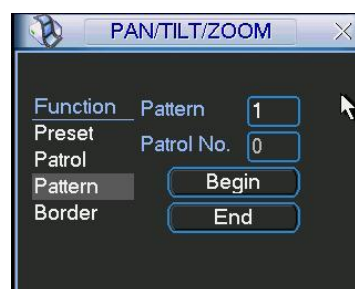 PAN/TILT/ZOOM
Function
Preset
Patrol
Pattern
Border
Pattern 1
Patrol No. 0
Begin
End